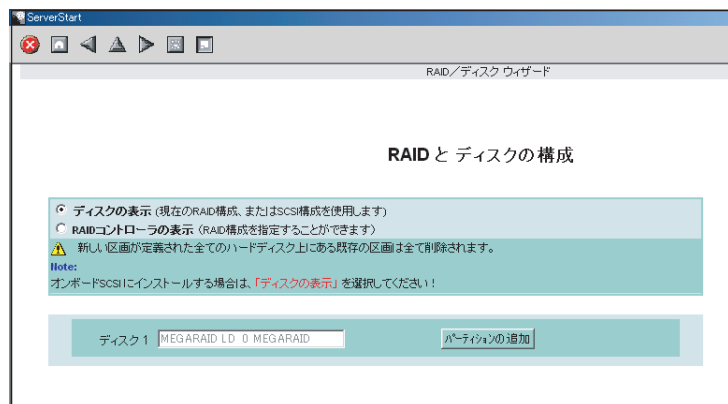 ServerStart
RAID／ディスク ウィザード
RAID と ディスクの構成
ディスクの表示 (現在のRAID構成、またはSCSI構成を使用します)
RAIDコントローラの表示 (RAID構成を指定することができます)
新しい区画が定義された全てのハードディスク上にある既存の区画は全て削除されます。
Note:
オンボードSCSIにインストールする場合は、「ディスクの表示」を選択してください！
ディスク 1 MEGARAID LD 0 MEGARAID パーティションの追加